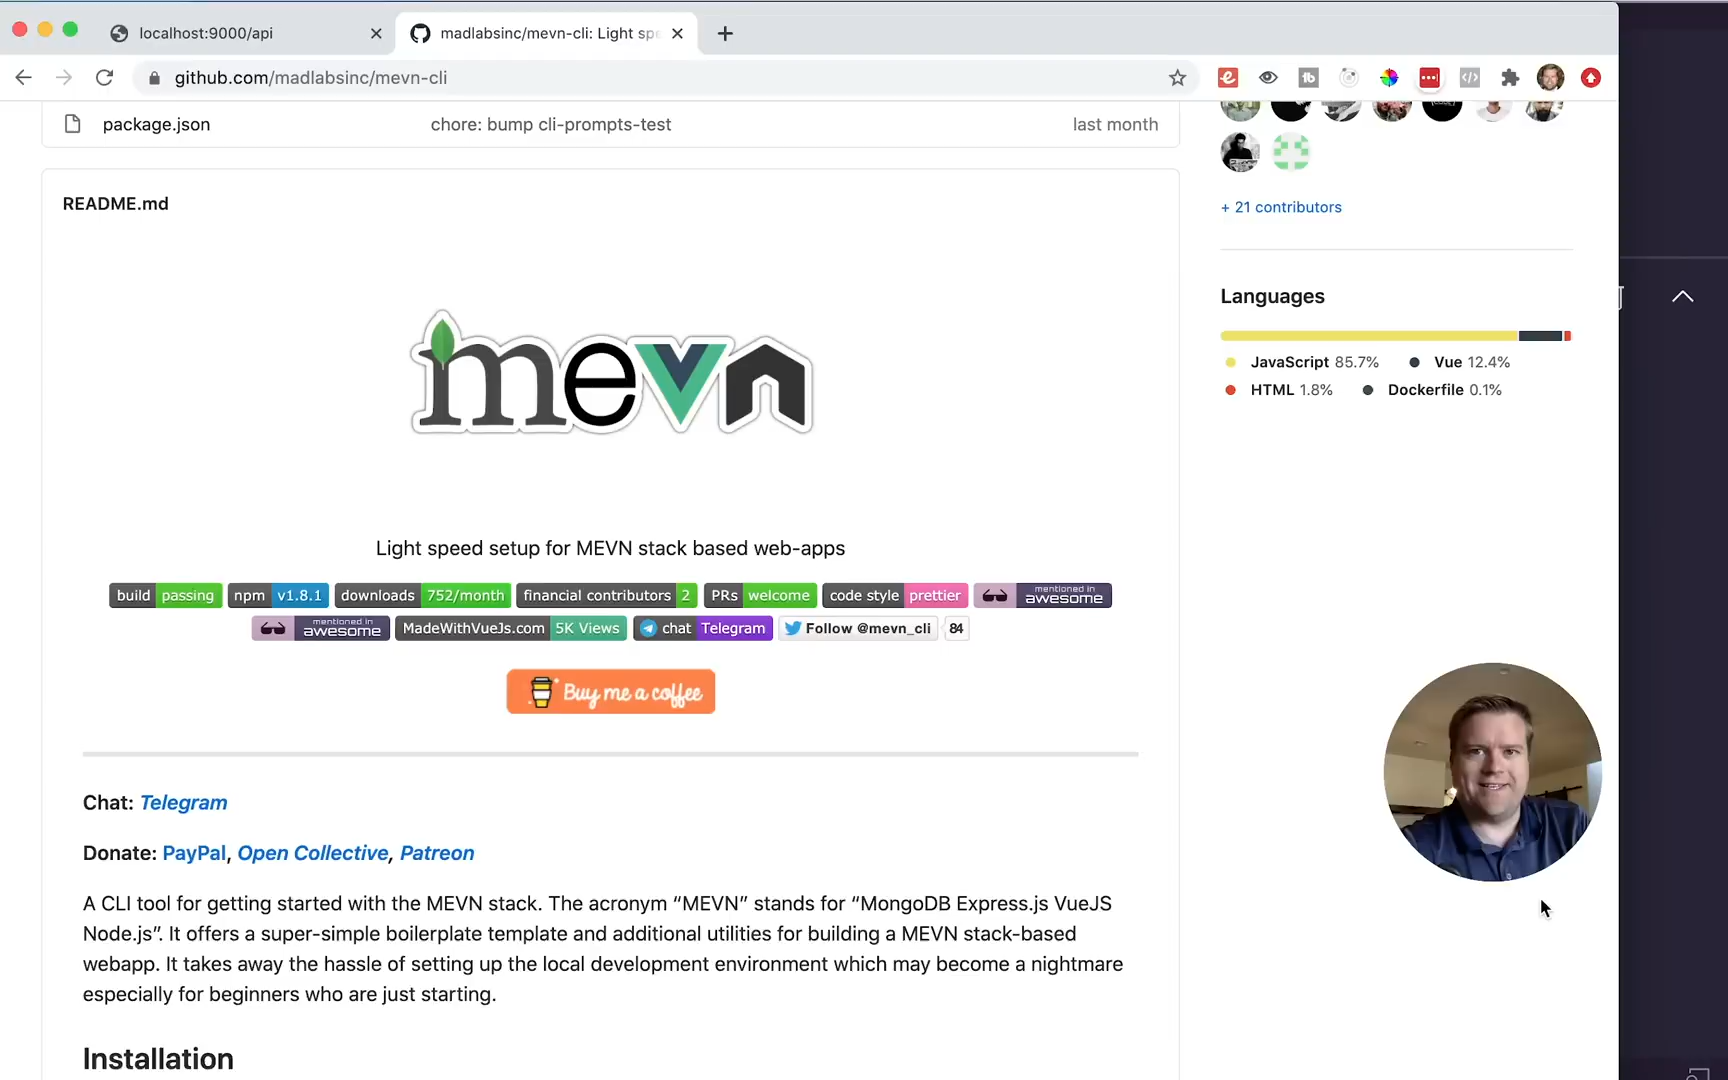 localhost:9000/api
madlabsinc/mevn-cli: Light spe
github.com/madlabsinc/mevn-cli
package.json chore: bump cli-prompts-test last month
+ 21 contributors
README.md
mevn
Languages
JavaScript 85.7% Vue 12.4%
HTML 1.8% Dockerfile 0.1%
Light speed setup for MEVN stack based web-apps
build passing npm v1.8.1 downloads 752/month financial contributors 2 PRs welcome code style prettier mentioned in awesome
mentioned in awesome MadeWithVueJs.com 5K Views chat Telegram Follow @mevn_cli 84
Buy me a coffee
Chat: Telegram
Donate: PayPal, Open Collective, Patreon
A CLI tool for getting started with the MEVN stack. The acronym “MEVN” stands for “MongoDB Express.js VueJS
Node.js”. It offers a super-simple boilerplate template and additional utilities for building a MEVN stack-based
webapp. It takes away the hassle of setting up the local development environment which may become a nightmare
especially for beginners who are just starting.
Installation